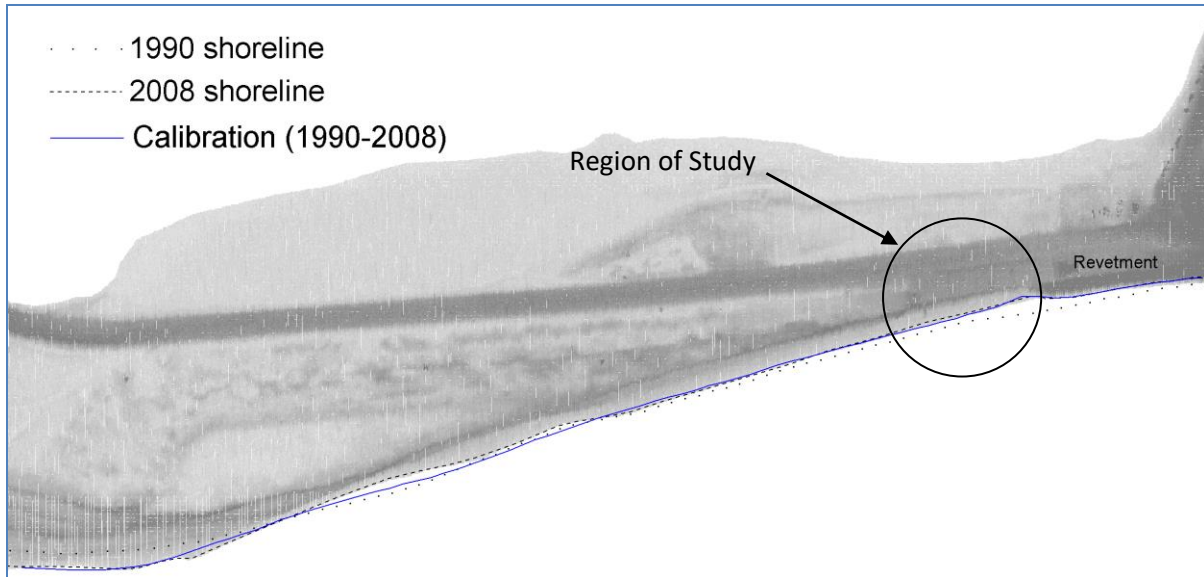 1990 shoreline
2008 shoreline
Calibration (1990-2008)
Region of Study
Revetment